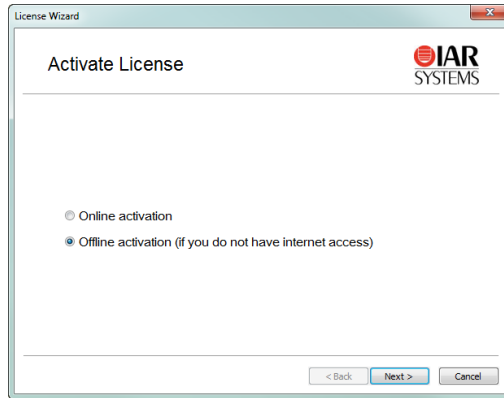 License Wizard
Activate License
IAR
SYSTEMS
Online activation
Offline activation (if you do not have internet access)
< Back
Next >
Cancel